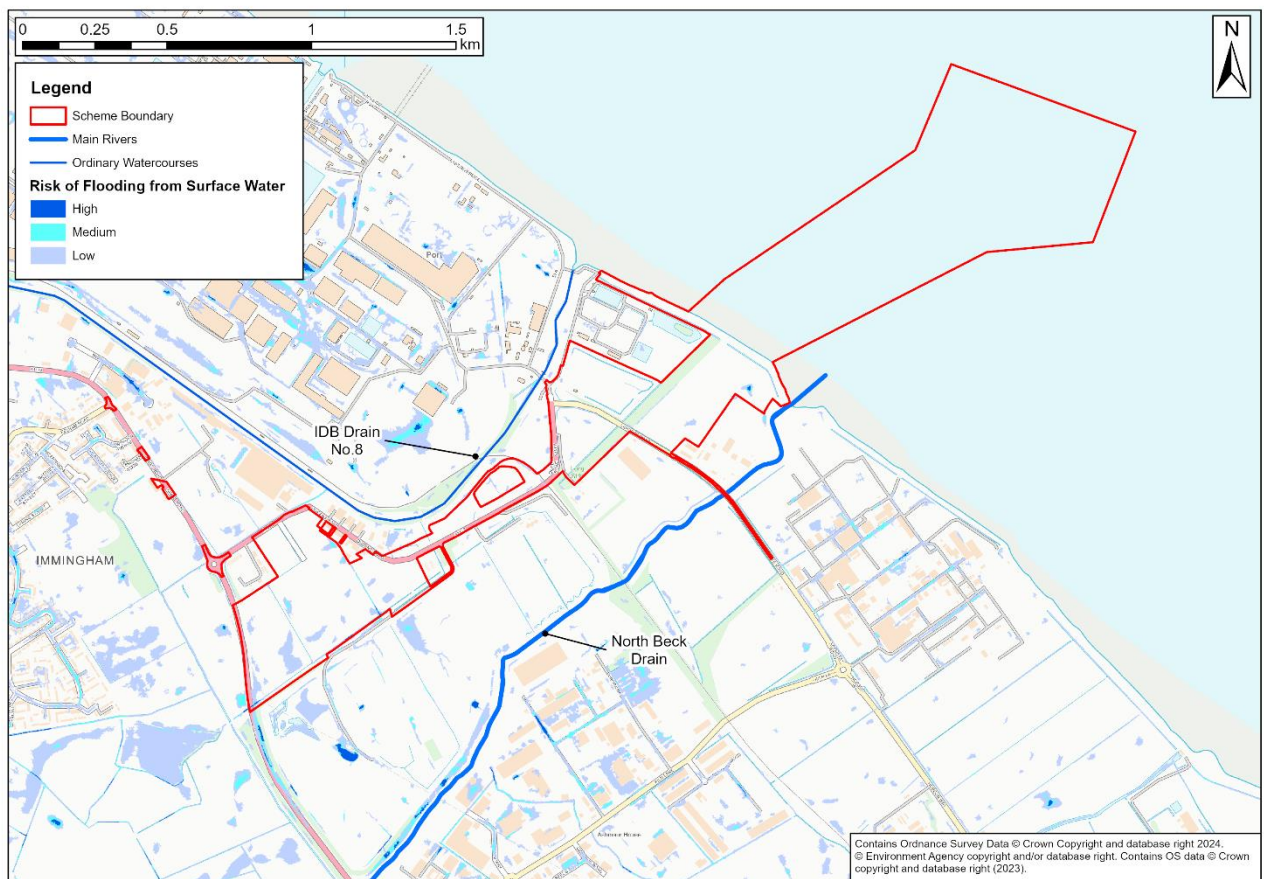 0 0.25 0.5 1 1.5
km
N
Legend
Scheme Boundary
Main Rivers
Ordinary Watercourses
Risk of Flooding from Surface Water
High
Medium
Low
Port
IDB Drain
No.8
IMMINGHAM
North Beck
Drain
Contains Ordnance Survey Data © Crown Copyright and database right 2024.
© Environment Agency copyright and/or database right. Contains OS data © Crown
copyright and database right (2023).